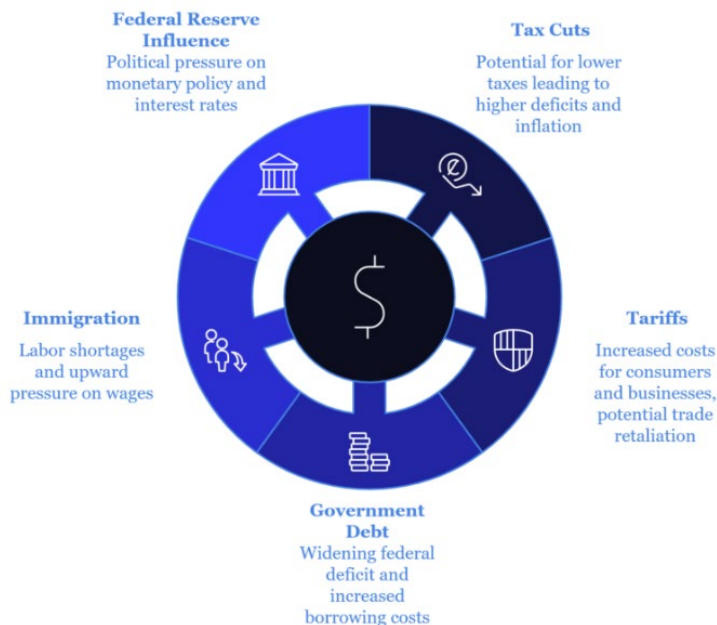 Federal Reserve
Influence
Political pressure on
monetary policy and
interest rates
Tax Cuts
Potential for lower
taxes leading to
higher deficits and
inflation
Immigration
Labor shortages
and upward
pressure on wages
Tariffs
Increased costs
for consumers
and businesses,
potential trade
retaliation
$
Government
Debt
Widening federal
deficit and
increased
borrowing costs